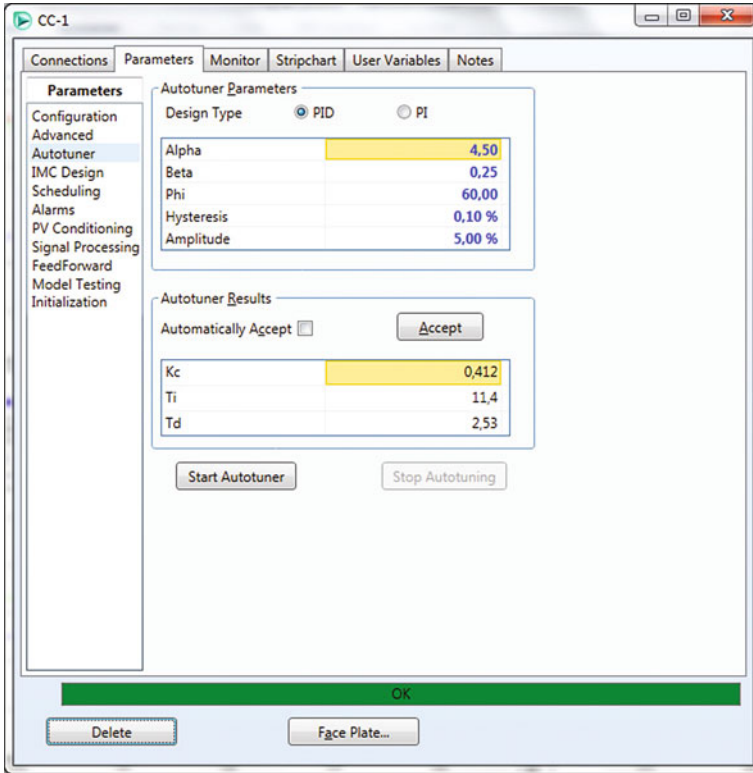 CC-1
Connections Parameters Monitor Stripchart User Variables Notes
Parameters
Configuration
Advanced
Autotuner
IMC Design
Scheduling
Alarms
PV Conditioning
Signal Processing
FeedForward
Model Testing
Initialization
Autotuner Parameters
Design Type PID PI
Alpha 4,50
Beta 0,25
Phi 60,00
Hysteresis 0,10 %
Amplitude 5,00 %
Autotuner Results
Automatically Accept Accept
Kc 0,412
Ti 11,4
Td 2,53
Start Autotuner Stop Autotuning
OK
Delete Face Plate...